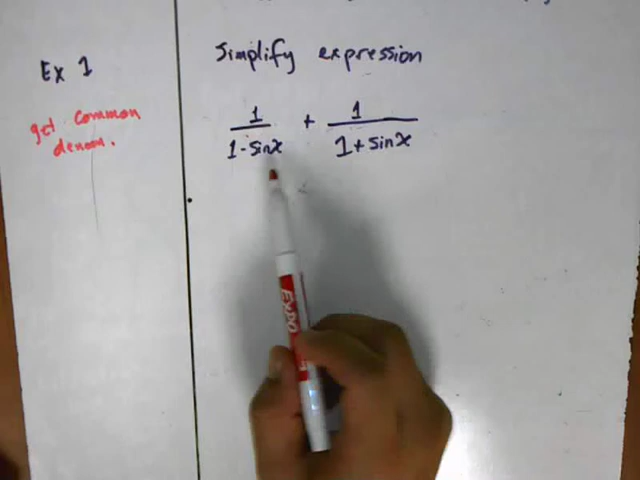 Ex 1
Simplify expression
get common
denom.
1/(1-sinx) + 1/(1+sinx)
EXPO